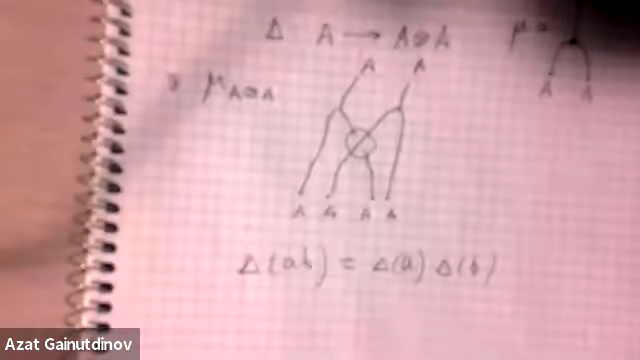 Δ A → A⊗A μ =
A A
μ_{A⊗A}
A A
A A A A
Δ(ab) = Δ(a) Δ(b)
Azat Gainutdinov